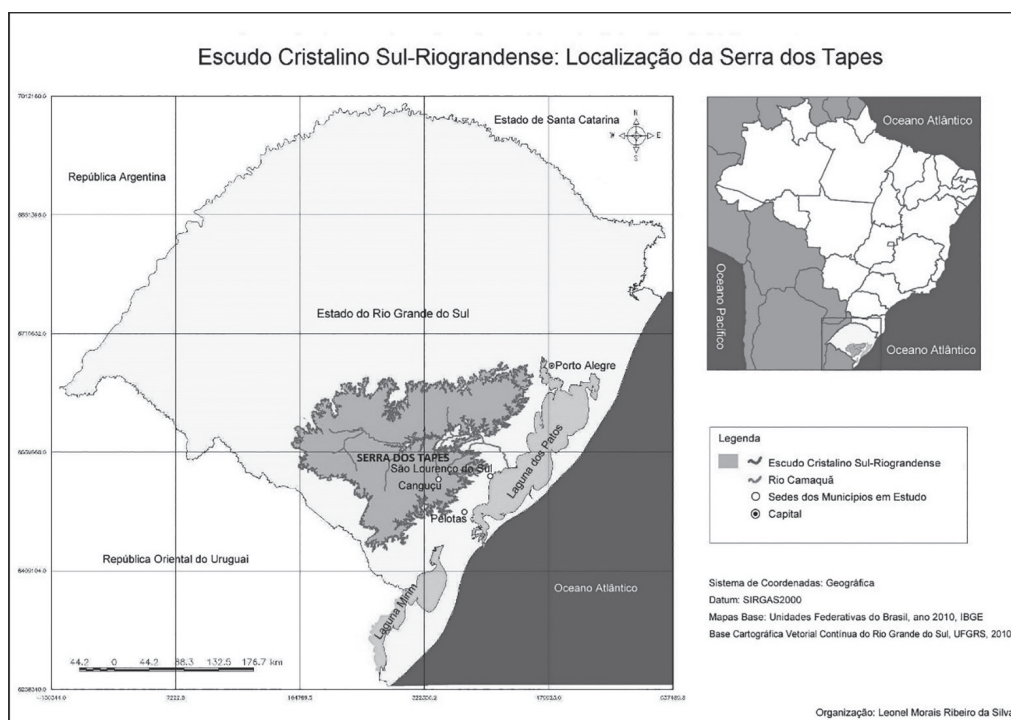 Escudo Cristalino Sul-Riograndense: Localização da Serra dos Tapes
7012160.0
N
W
E
S
Estado de Santa Catarina
República Argentina
Estado do Rio Grande do Sul
Porto Alegre
SERRA DOS TAPES
São Lourenço do Sul
Canguçu
Pelotas
Laguna dos Patos
Laguna Mirim
República Oriental do Uruguai
Oceano Atlântico
44.2 0 44.2 88.3 132.5 176.7 km
7222.0
Oceano Atlântico
Oceano Pacífico
Oceano Atlântico
Legenda
Escudo Cristalino Sul-Riograndense
Rio Camaquã
Sedes dos Municípios em Estudo
Capital
Sistema de Coordenadas: Geográfica
Datum: SIRGAS2000
Mapas Base: Unidades Federativas do Brasil, ano 2010, IBGE
Base Cartográfica Vetorial Contínua do Rio Grande do Sul, UFGRS, 2010
Organização: Leonel Morais Ribeiro da Silva